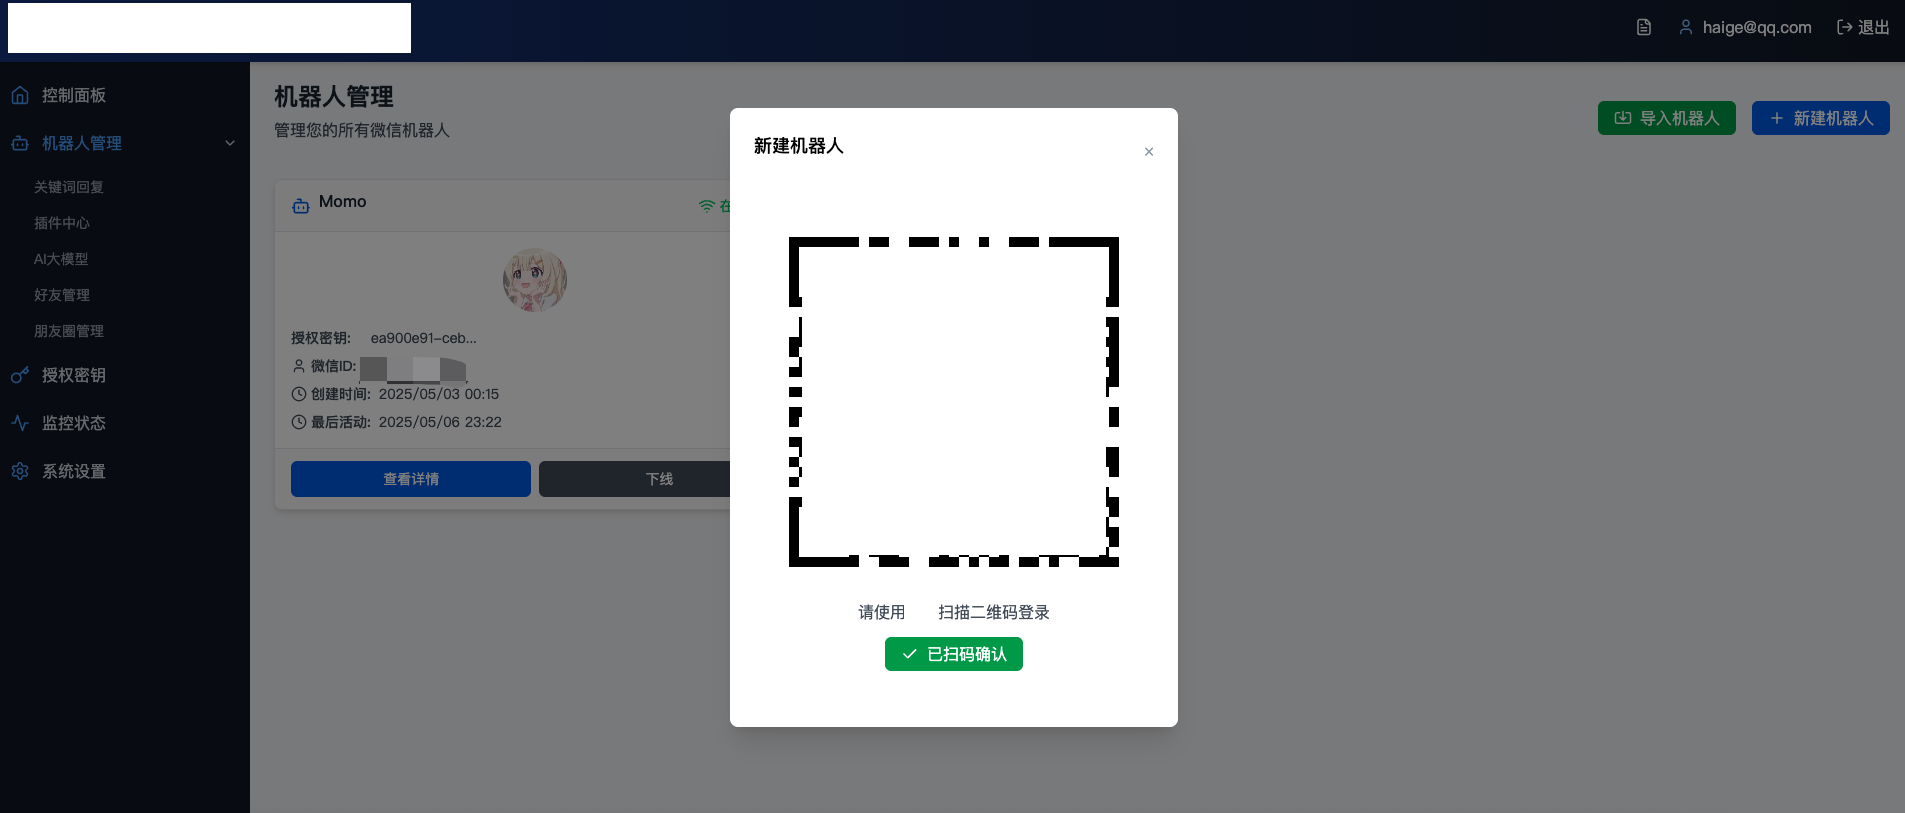 haige@qq.com
退出
控制面板
机器人管理
关键词回复
插件中心
AI大模型
好友管理
朋友圈管理
授权密钥
监控状态
系统设置
机器人管理
管理您的所有微信机器人
导入机器人
新建机器人
Momo
在
授权密钥: ea900e91-ceb...
微信ID:
创建时间: 2025/05/03 00:15
最后活动: 2025/05/06 23:22
查看详情
下线
新建机器人
×
请使用 扫描二维码登录
已扫码确认